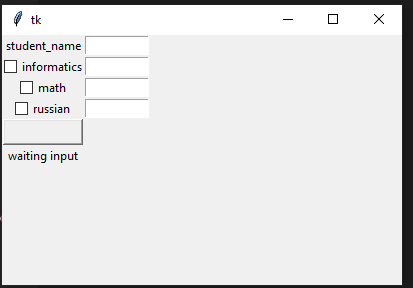 tk
student_name
informatics
math
russian
waiting input